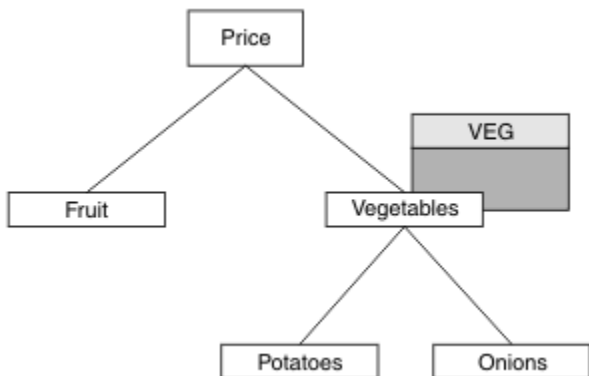 Price
VEG
Fruit
Vegetables
Potatoes
Onions